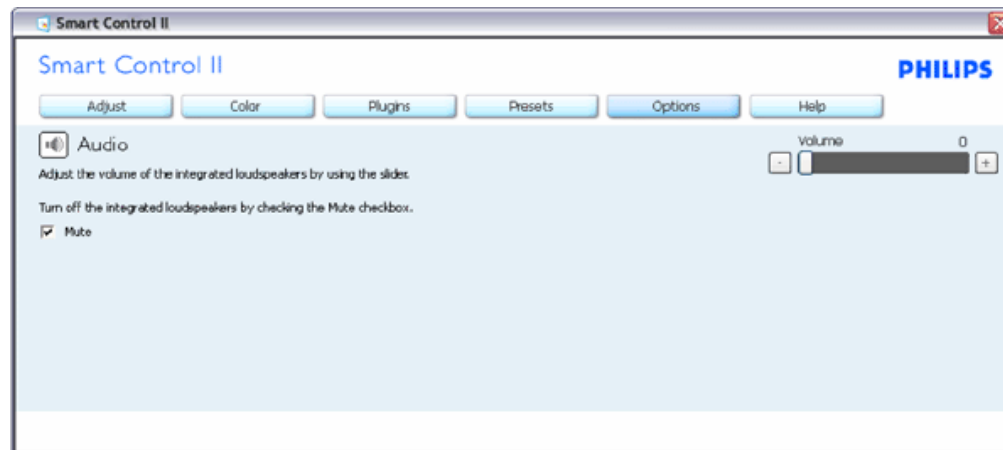 Smart Control II
Smart Control II
PHILIPS
Adjust Color Plugins Presets Options Help
Audio
Volume 0
- +
Adjust the volume of the integrated loudspeakers by using the slider.
Turn off the integrated loudspeakers by checking the Mute checkbox.
Mute